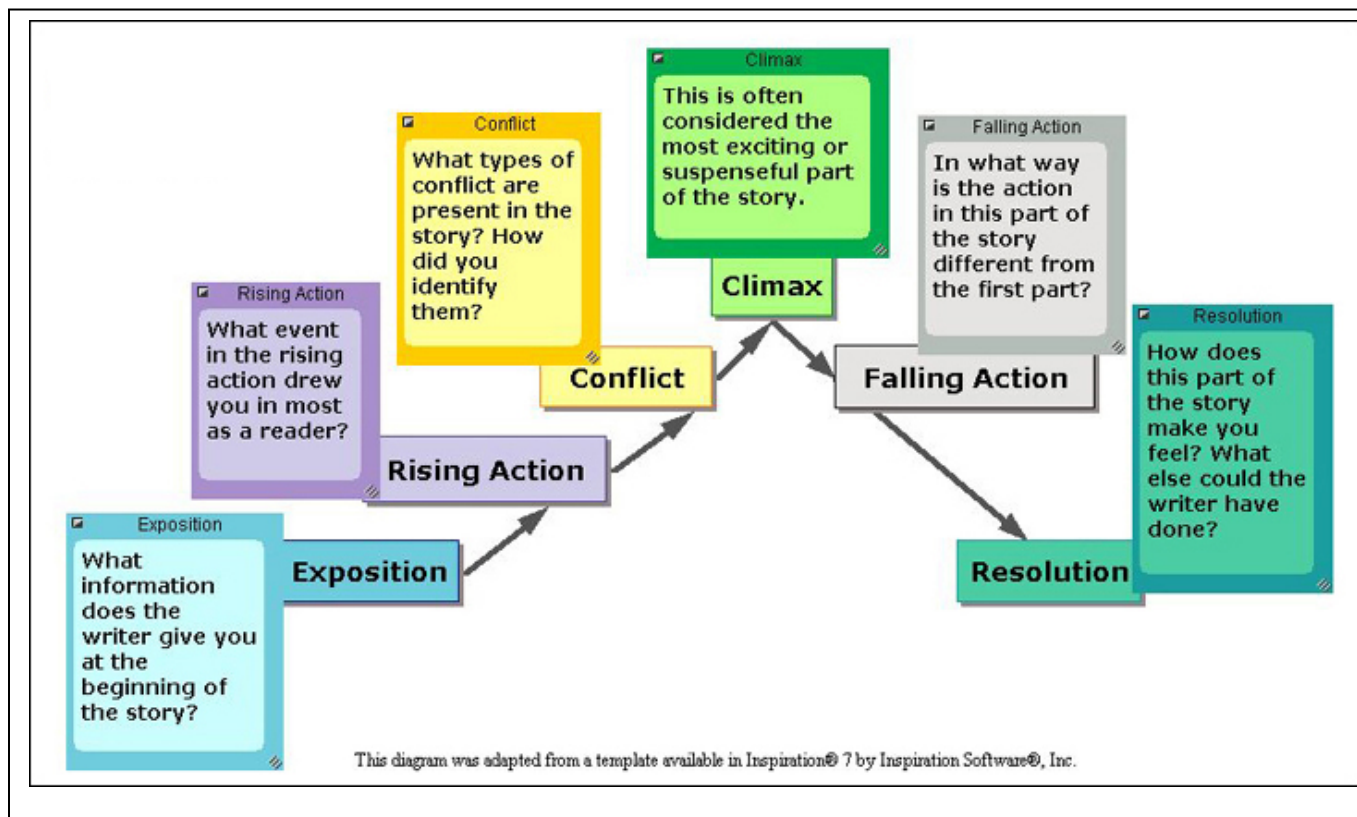 Climax
This is often
considered the
most exciting or
suspenseful part
of the story.
Climax
Conflict
What types of
conflict are
present in the
story? How
did you
identify
them?
Conflict
Falling Action
In what way
is the action
in this part of
the story
different from
the first part?
Falling Action
Rising Action
What event
in the rising
action drew
you in most
as a reader?
Rising Action
Resolution
How does
this part of
the story
make you
feel? What
else could the
writer have
done?
Resolution
Exposition
What
information
does the
writer give you
at the
beginning of
the story?
Exposition
This diagram was adapted from a template available in Inspiration® 7 by Inspiration Software®, Inc.